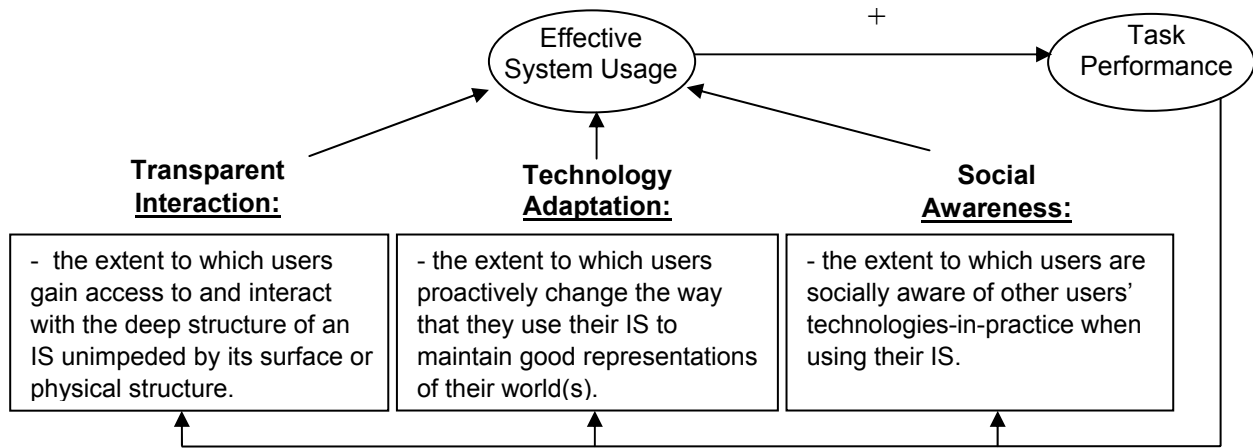 +
Effective
System Usage
Task
Performance
Transparent
Interaction:
Technology
Adaptation:
Social
Awareness:
- the extent to which users
gain access to and interact
with the deep structure of an
IS unimpeded by its surface or
physical structure.
- the extent to which users
proactively change the way
that they use their IS to
maintain good representations
of their world(s).
- the extent to which users are
socially aware of other users’
technologies-in-practice when
using their IS.